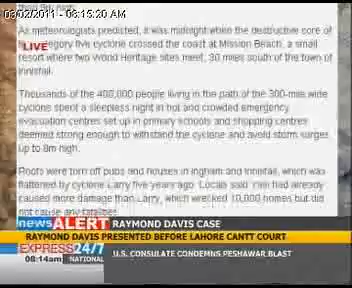 their 8m high.
03/02/2011 - 08:15:20 AM
As meteorologists predicted, it was midnight when the destructive core of
category five cyclone crossed the coast at Mission Beach, a small
LIVE
resort where two World Heritage sites meet, 30 miles south of the town of
Innisfail.
Thousands of the 400,000 people living in the path of the 300-mile wide
cyclone spent a sleepless night in hot and crowded emergency
evacuation centres set up in primary schools and shopping centres
deemed strong enough to withstand the cyclone and avoid storm surges
up to 8m high.
Roofs were torn off pubs and houses in Ingham and Innisfail, which was
flattened by cyclone Larry five years ago. Locals said Yasi had already
caused more damage than Larry, which wrecked 10,000 homes but did
not cause any fatalities.
news ALERT RAYMOND DAVIS CASE
RAYMOND DAVIS PRESENTED BEFORE LAHORE CANTT COURT
EXPRESS 24/7
U.S. CONSULATE CONDEMNS PESHAWAR BLAST
08:14am NATIONAL